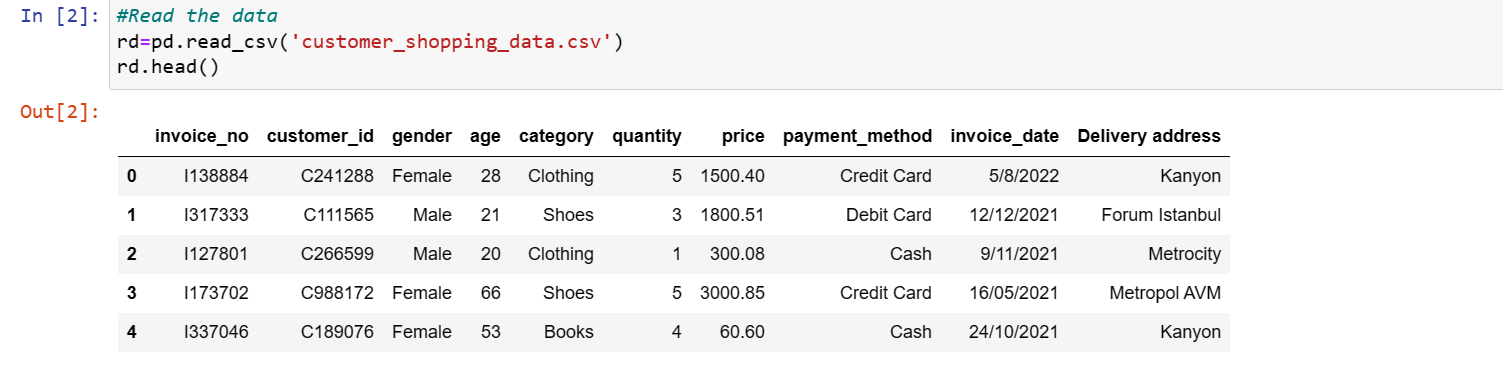 In [2]: #Read the data
rd=pd.read_csv('customer_shopping_data.csv')
rd.head()
Out[2]:
invoice_no customer_id gender age category quantity price payment_method invoice_date Delivery address
0 I138884 C241288 Female 28 Clothing 5 1500.40 Credit Card 5/8/2022 Kanyon
1 I317333 C111565 Male 21 Shoes 3 1800.51 Debit Card 12/12/2021 Forum Istanbul
2 I127801 C266599 Male 20 Clothing 1 300.08 Cash 9/11/2021 Metrocity
3 I173702 C988172 Female 66 Shoes 5 3000.85 Credit Card 16/05/2021 Metropol AVM
4 I337046 C189076 Female 53 Books 4 60.60 Cash 24/10/2021 Kanyon